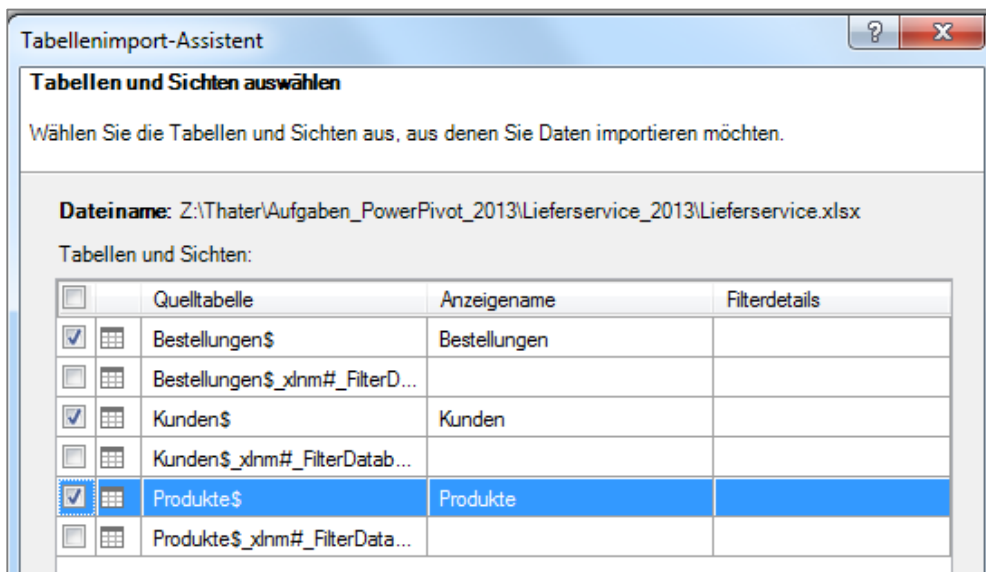 Tabellenimport-Assistent
Tabellen und Sichten auswählen
Wählen Sie die Tabellen und Sichten aus, aus denen Sie Daten importieren möchten.
Dateiname: Z:\Thater\Aufgaben_PowerPivot_2013\Lieferservice_2013\Lieferservice.xlsx
Tabellen und Sichten:
Quelltabelle Anzeigename Filterdetails
Bestellungen$ Bestellungen
Bestellungen$_xlnm#_FilterD...
Kunden$ Kunden
Kunden$_xlnm#_FilterDatab...
Produkte$ Produkte
Produkte$_xlnm#_FilterData...